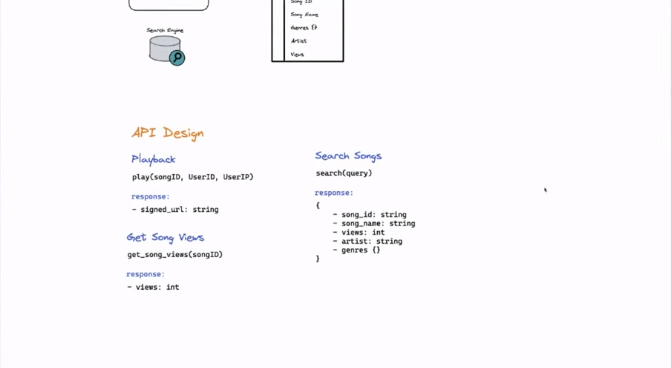 Song ID
Song Name
Genres {}
Artist
Views
Search Engine
API Design
Playback
play(songID, UserID, UserIP)
response:
- signed_url: string
Get Song Views
get_song_views(songID)
response:
- views: int
Search Songs
search(query)
response:
{
- song_id: string
- song_name: string
- views: int
- artist: string
- genres {}
}